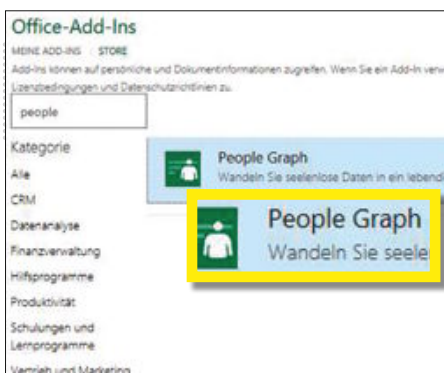 Office-Add-Ins
MEINE ADD-INS | STORE
Add-Ins können auf persönliche und Dokumentinformationen zugreifen. Wenn Sie ein Add-In verw
Lizenzbedingungen und Datenschutzrichtlinien zu.
people
Kategorie
Alle
CRM
Datenanalyse
Finanzverwaltung
Hilfsprogramme
Produktivität
Schulungen und
Lernprogramme
Vertrieb und Marketing
People Graph
Wandeln Sie seelenlose Daten in ein lebendi
People Graph
Wandeln Sie seele